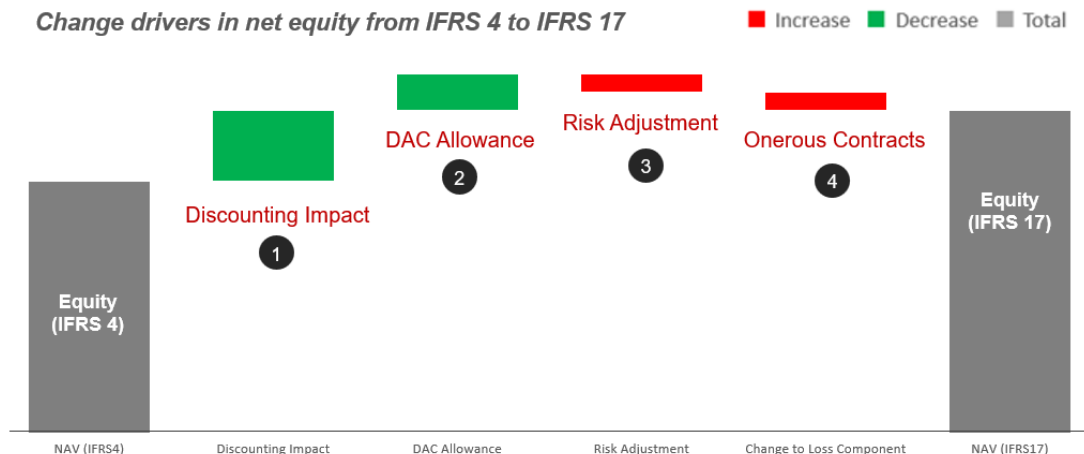 Change drivers in net equity from IFRS 4 to IFRS 17
Increase
Decrease
Total
DAC Allowance
2
Risk Adjustment
3
Onerous Contracts
4
Discounting Impact
1
Equity
(IFRS 4)
Equity
(IFRS 17)
NAV (IFRS4)
Discounting Impact
DAC Allowance
Risk Adjustment
Change to Loss Component
NAV (IFRS17)